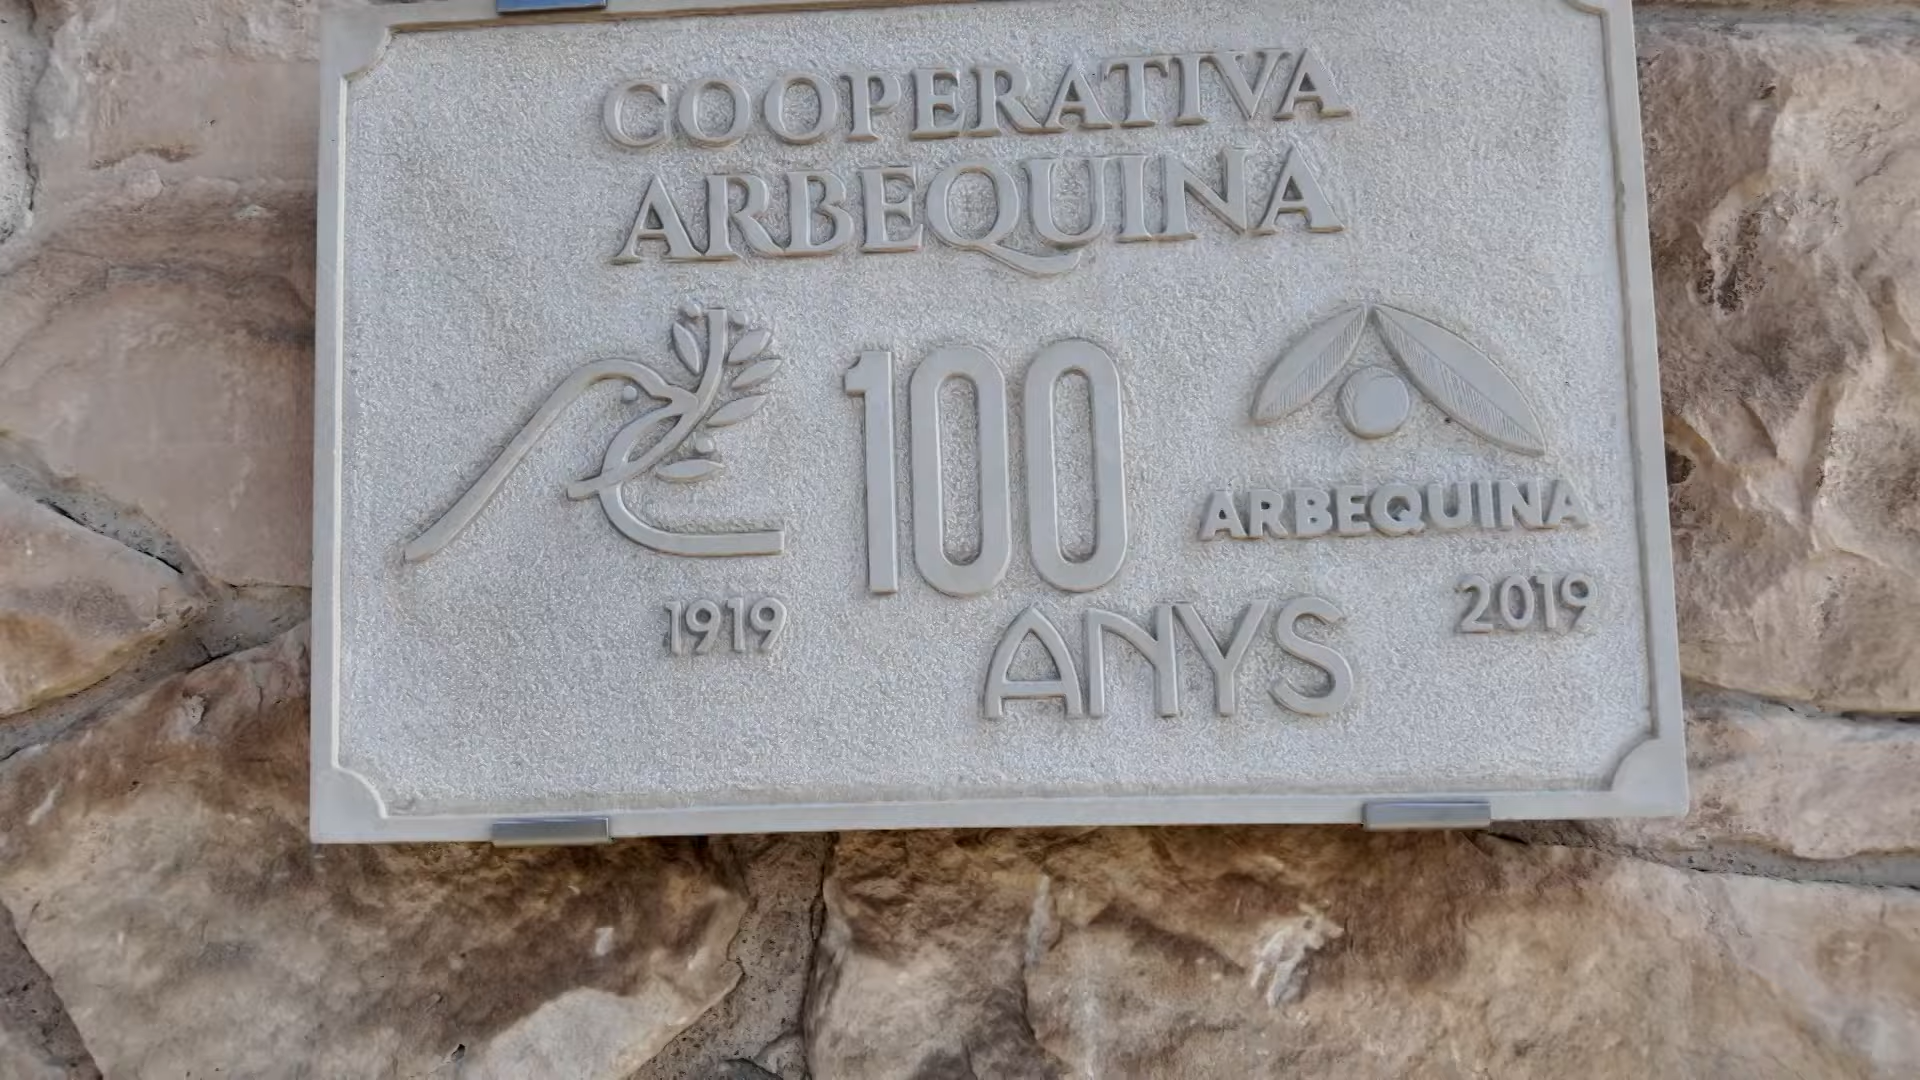 COOPERATIVA
ARBEQUINA
100
ANYS
1919
ARBEQUINA
2019